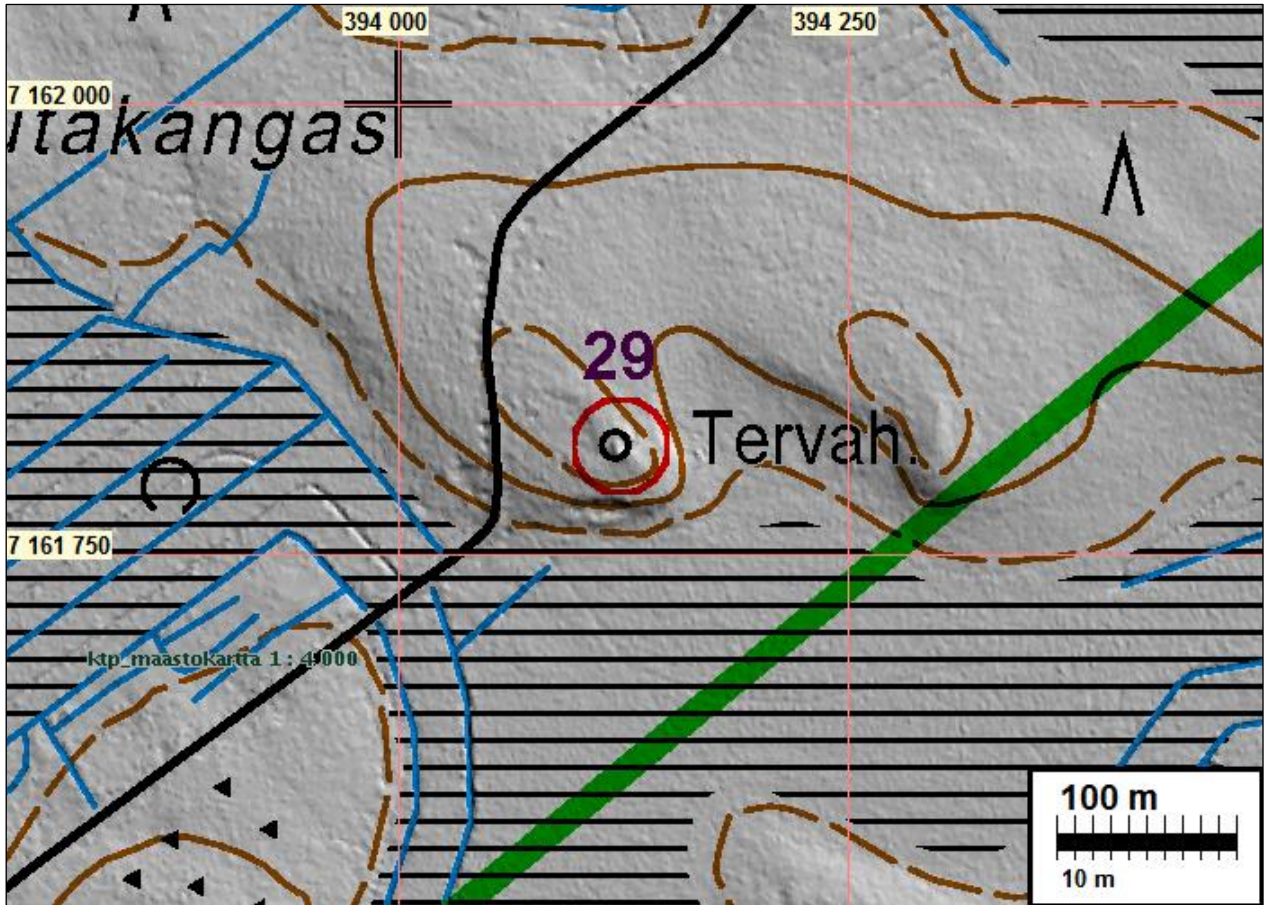 394 000
394 250
7 162 000
itakangas
29
Tervah.
7 161 750
ktp_maastokartta 1 : 4 000
100 m
10 m